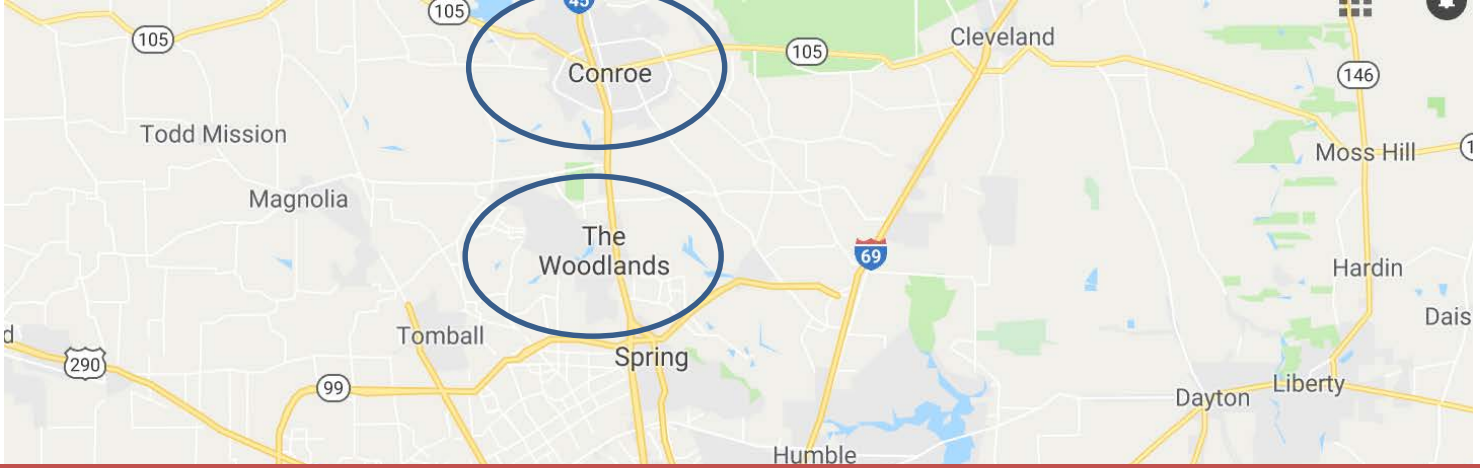 45
105
105
105
Cleveland
Conroe
146
Todd Mission
Moss Hill
Magnolia
The
Woodlands
69
Hardin
Dais
Tomball
290
Spring
99
Liberty
Dayton
Humble